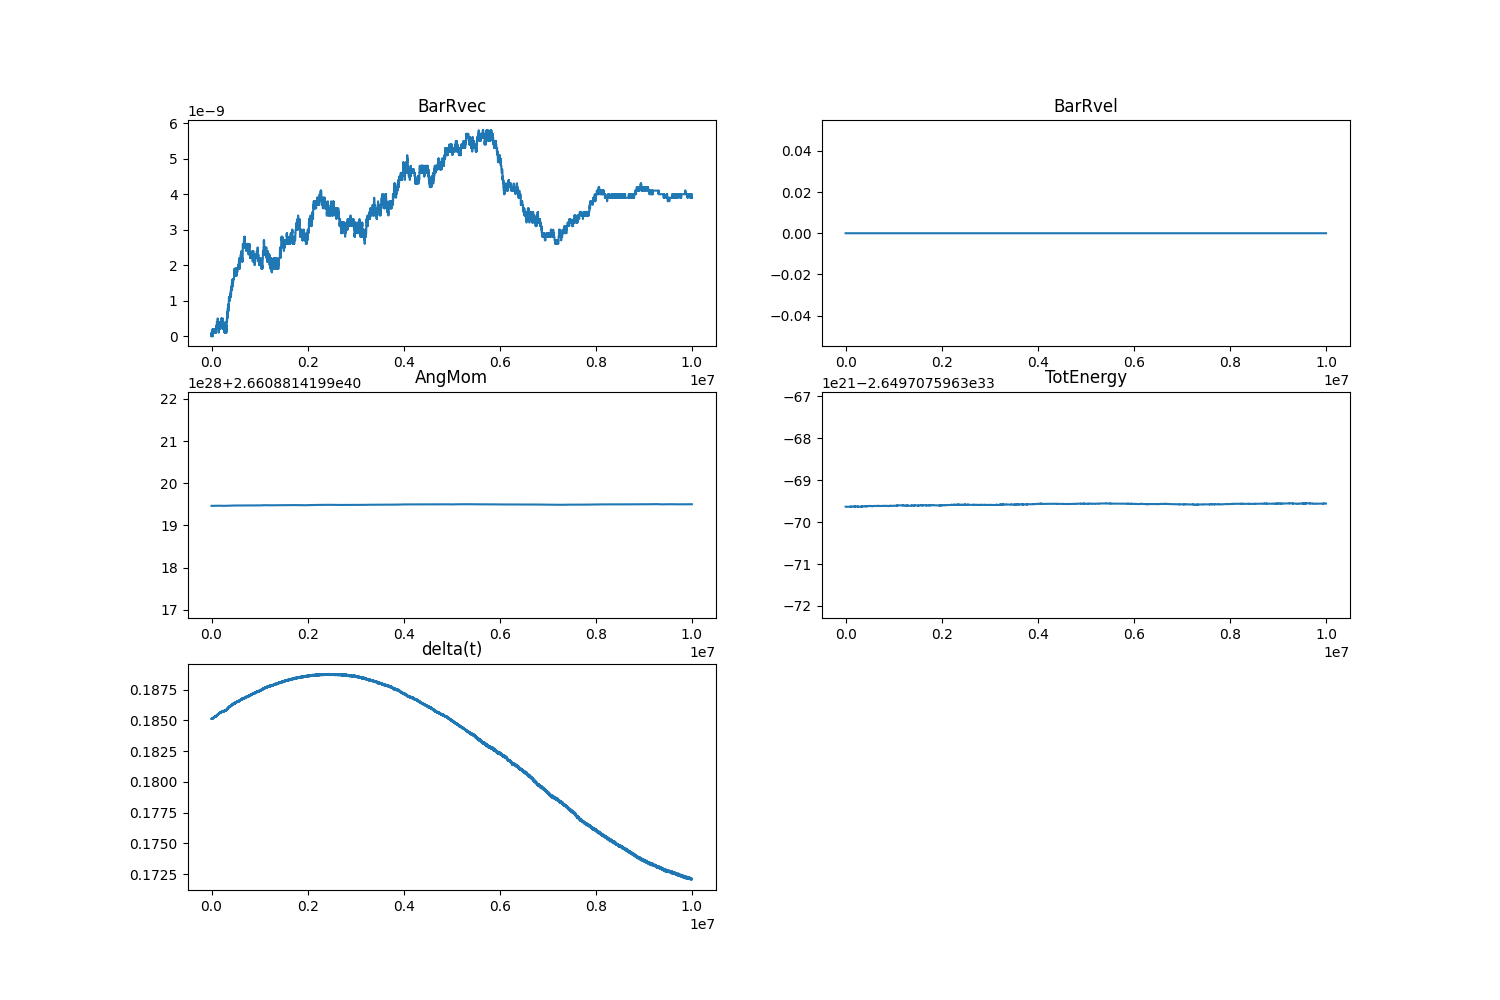 BarRvec
1e−9
6
5
4
3
2
1
0
0.0 0.2 0.4 0.6 0.8 1.0
1e7
BarRvel
0.04
0.02
0.00
−0.02
−0.04
0.0 0.2 0.4 0.6 0.8 1.0
1e7
AngMom
1e28+2.6608814199e40
22
21
20
19
18
17
0.0 0.2 0.4 0.6 0.8 1.0
1e7
TotEnergy
1e21−2.6497075963e33
−67
−68
−69
−70
−71
−72
0.0 0.2 0.4 0.6 0.8 1.0
1e7
delta(t)
0.1875
0.1850
0.1825
0.1800
0.1775
0.1750
0.1725
0.0 0.2 0.4 0.6 0.8 1.0
1e7